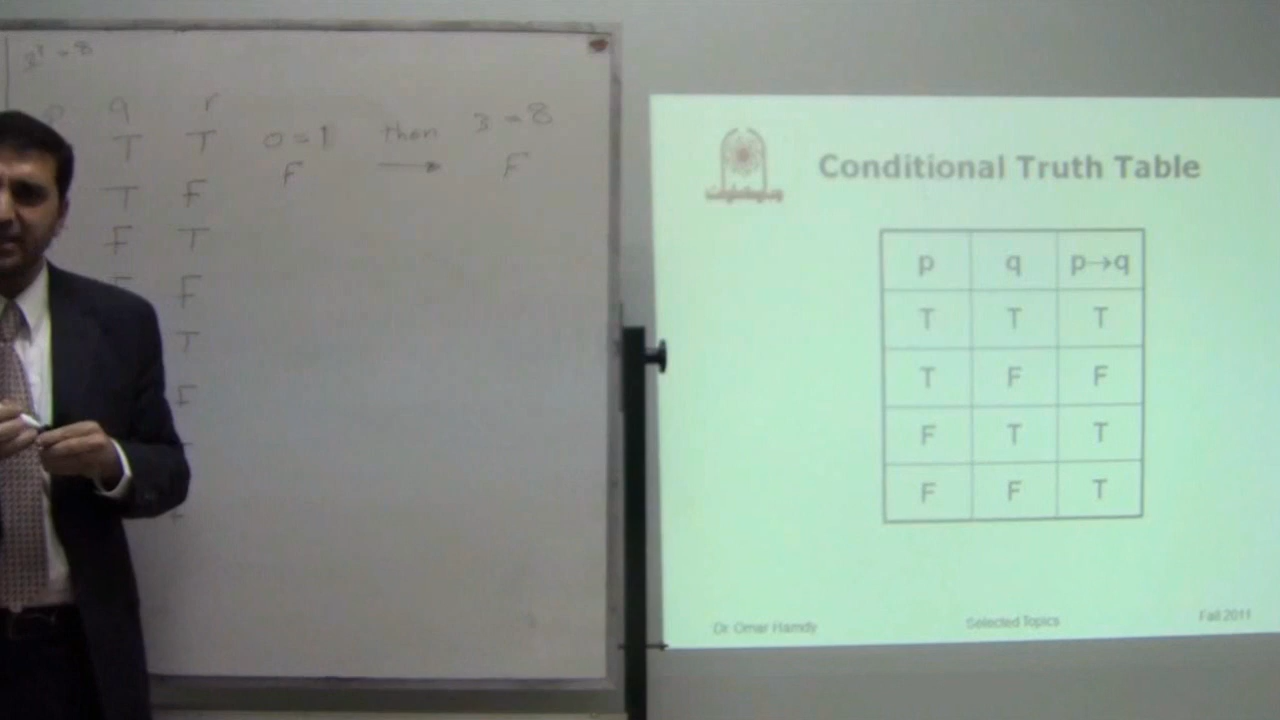 2³ = 8
p q r
T T 0 = 1 then 3 = 8
T F F → F
F T
F F
T
F
Conditional Truth Table
p q p→q
T T T
T F F
F T T
F F T
Dr. Omar Hamdy Selected Topics Fall 2011